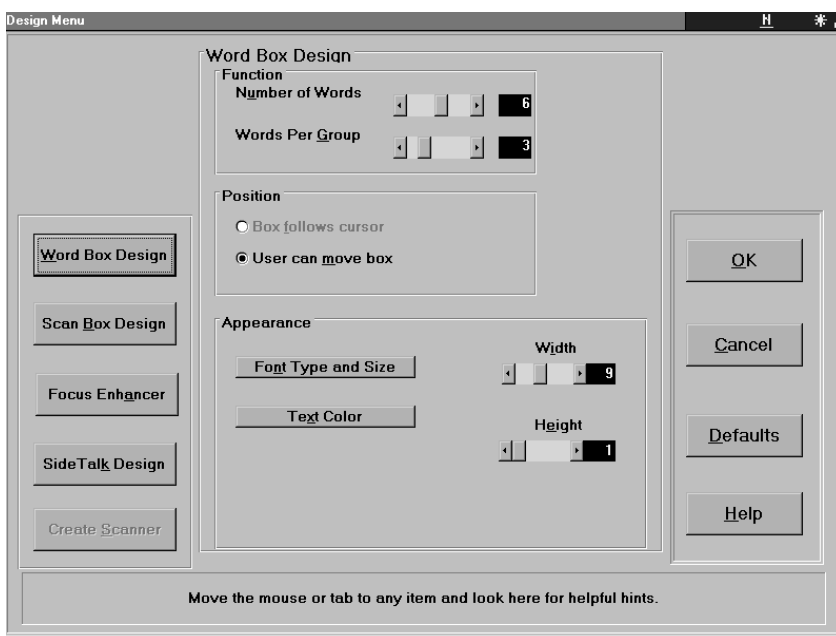 Design Menu
N
Word Box Design
Function
Number of Words 6
Words Per Group 3
Position
Box follows cursor
User can move box
Appearance
Font Type and Size
Text Color
Width
9
Height
1
Word Box Design
Scan Box Design
Focus Enhancer
SideTalk Design
Create Scanner
OK
Cancel
Defaults
Help
Move the mouse or tab to any item and look here for helpful hints.